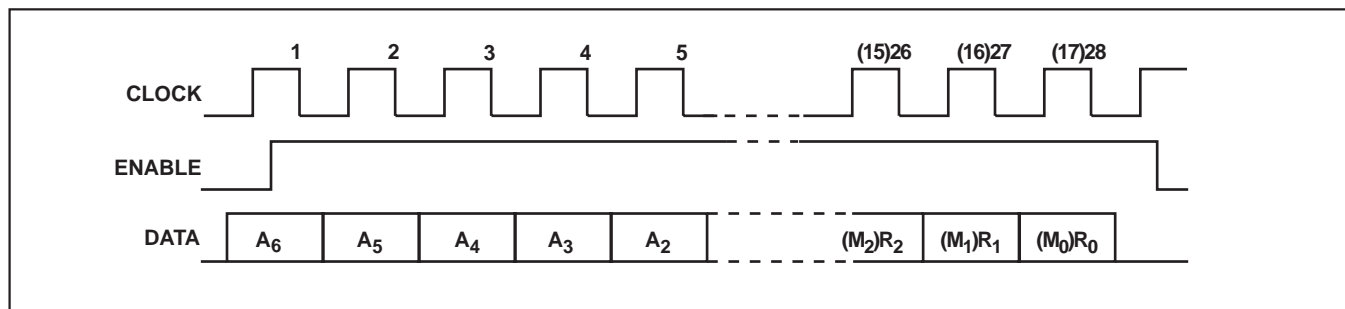 1 2 3 4 5 (15)26 (16)27 (17)28
CLOCK
ENABLE
DATA A6 A5 A4 A3 A2 (M2)R2 (M1)R1 (M0)R0